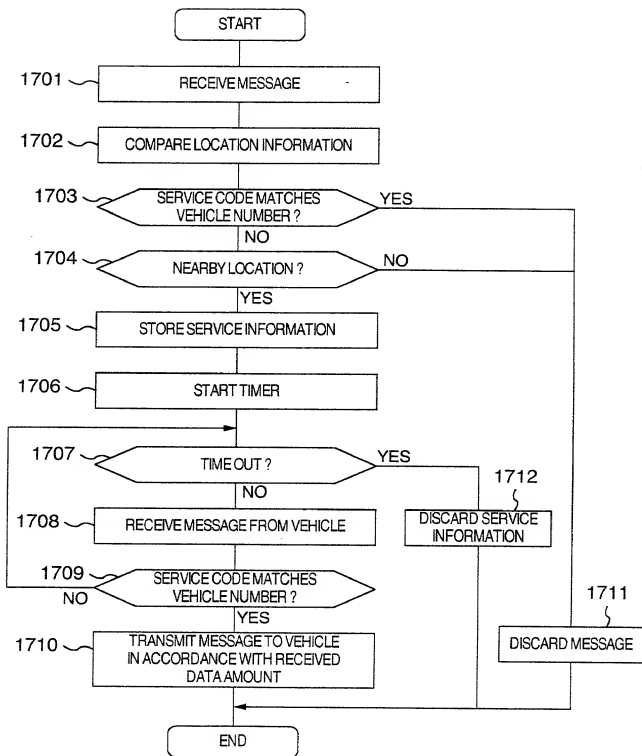 START
1701
RECEIVE MESSAGE
1702
COMPARE LOCATION INFORMATION
1703
SERVICE CODE MATCHES
VEHICLE NUMBER ?
YES
NO
1704
NEARBY LOCATION ?
NO
YES
1705
STORE SERVICE INFORMATION
1706
START TIMER
1707
TIME OUT ?
YES
NO
1712
DISCARD SERVICE
INFORMATION
1708
RECEIVE MESSAGE FROM VEHICLE
1709
SERVICE CODE MATCHES
VEHICLE NUMBER ?
NO
YES
1710
TRANSMIT MESSAGE TO VEHICLE
IN ACCORDANCE WITH RECEIVED
DATA AMOUNT
1711
DISCARD MESSAGE
END